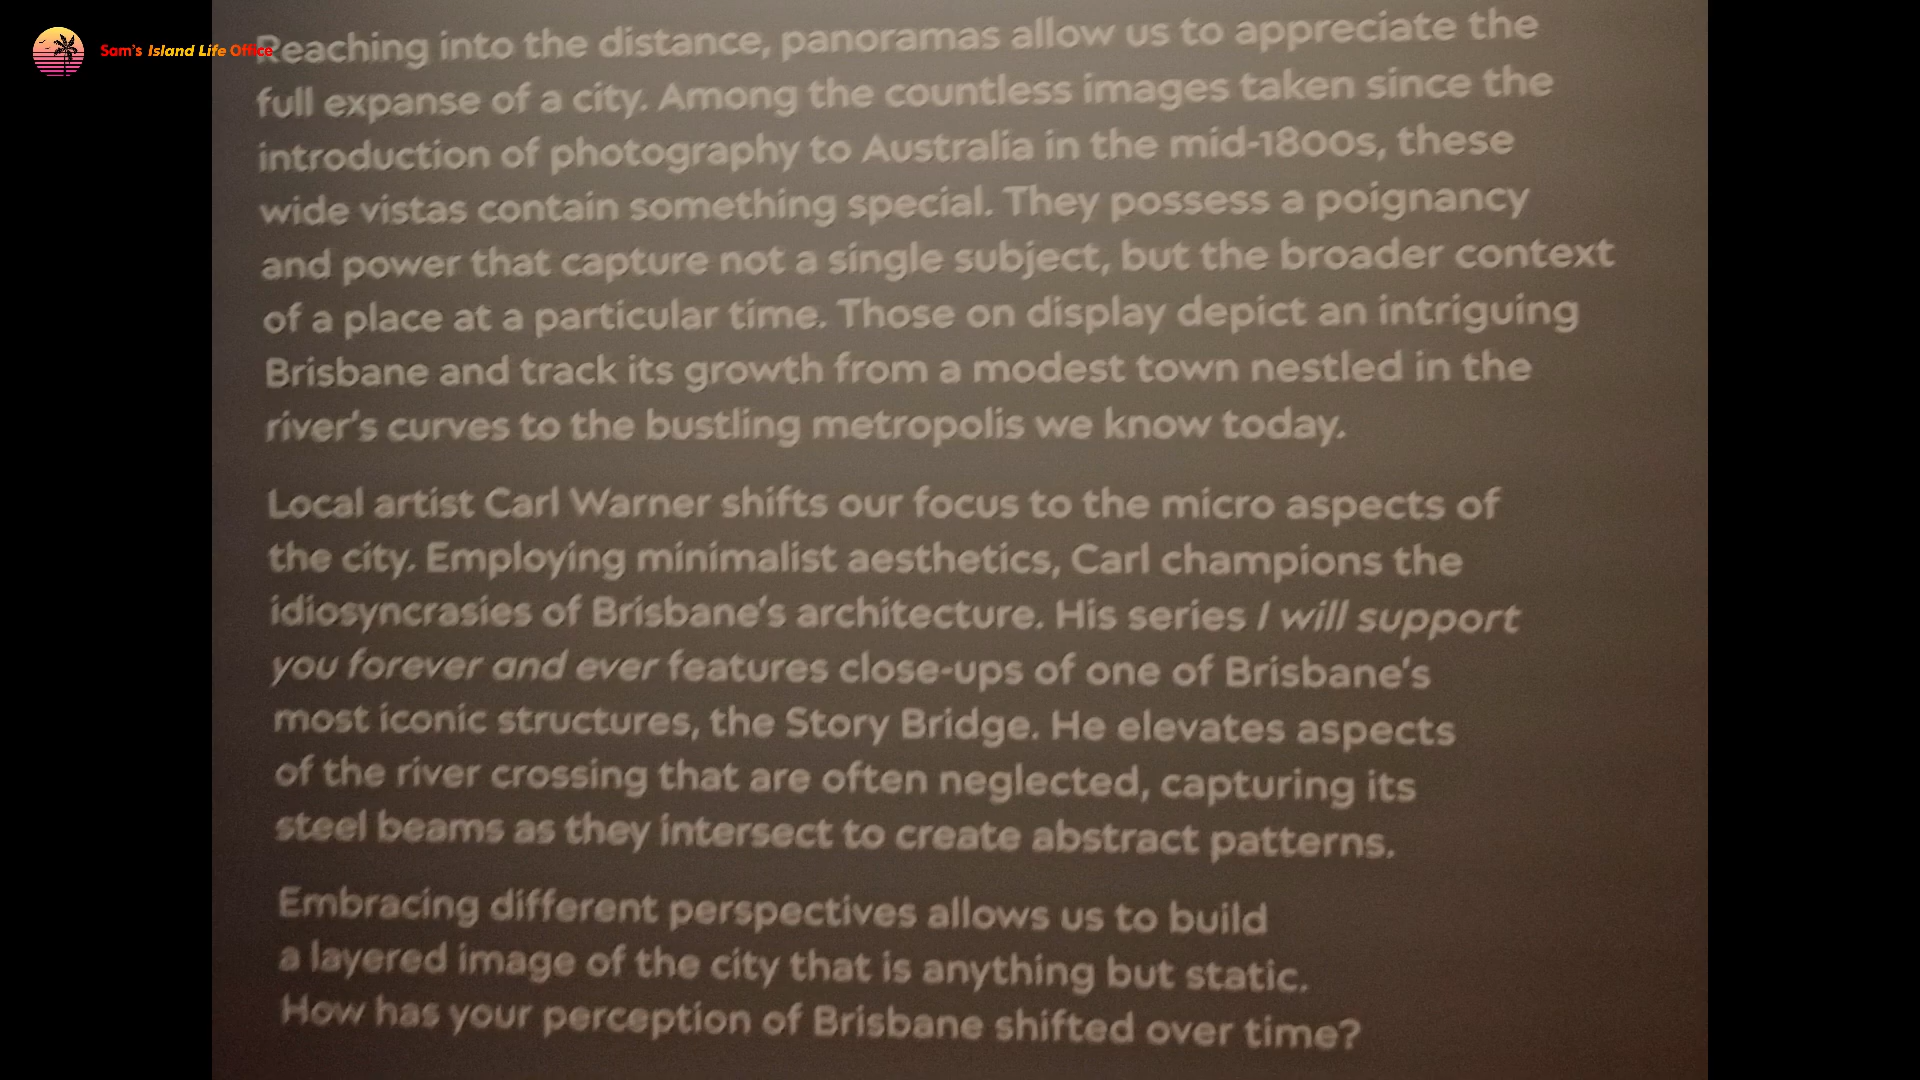 Sam's Island Life Office
Reaching into the distance, panoramas allow us to appreciate the
full expanse of a city. Among the countless images taken since the
introduction of photography to Australia in the mid-1800s, these
wide vistas contain something special. They possess a poignancy
and power that capture not a single subject, but the broader context
of a place at a particular time. Those on display depict an intriguing
Brisbane and track its growth from a modest town nestled in the
river's curves to the bustling metropolis we know today.
Local artist Carl Warner shifts our focus to the micro aspects of
the city. Employing minimalist aesthetics, Carl champions the
idiosyncrasies of Brisbane's architecture. His series I will support
you forever and ever features close-ups of one of Brisbane's
most iconic structures, the Story Bridge. He elevates aspects
of the river crossing that are often neglected, capturing its
steel beams as they intersect to create abstract patterns.
Embracing different perspectives allows us to build
a layered image of the city that is anything but static.
How has your perception of Brisbane shifted over time?